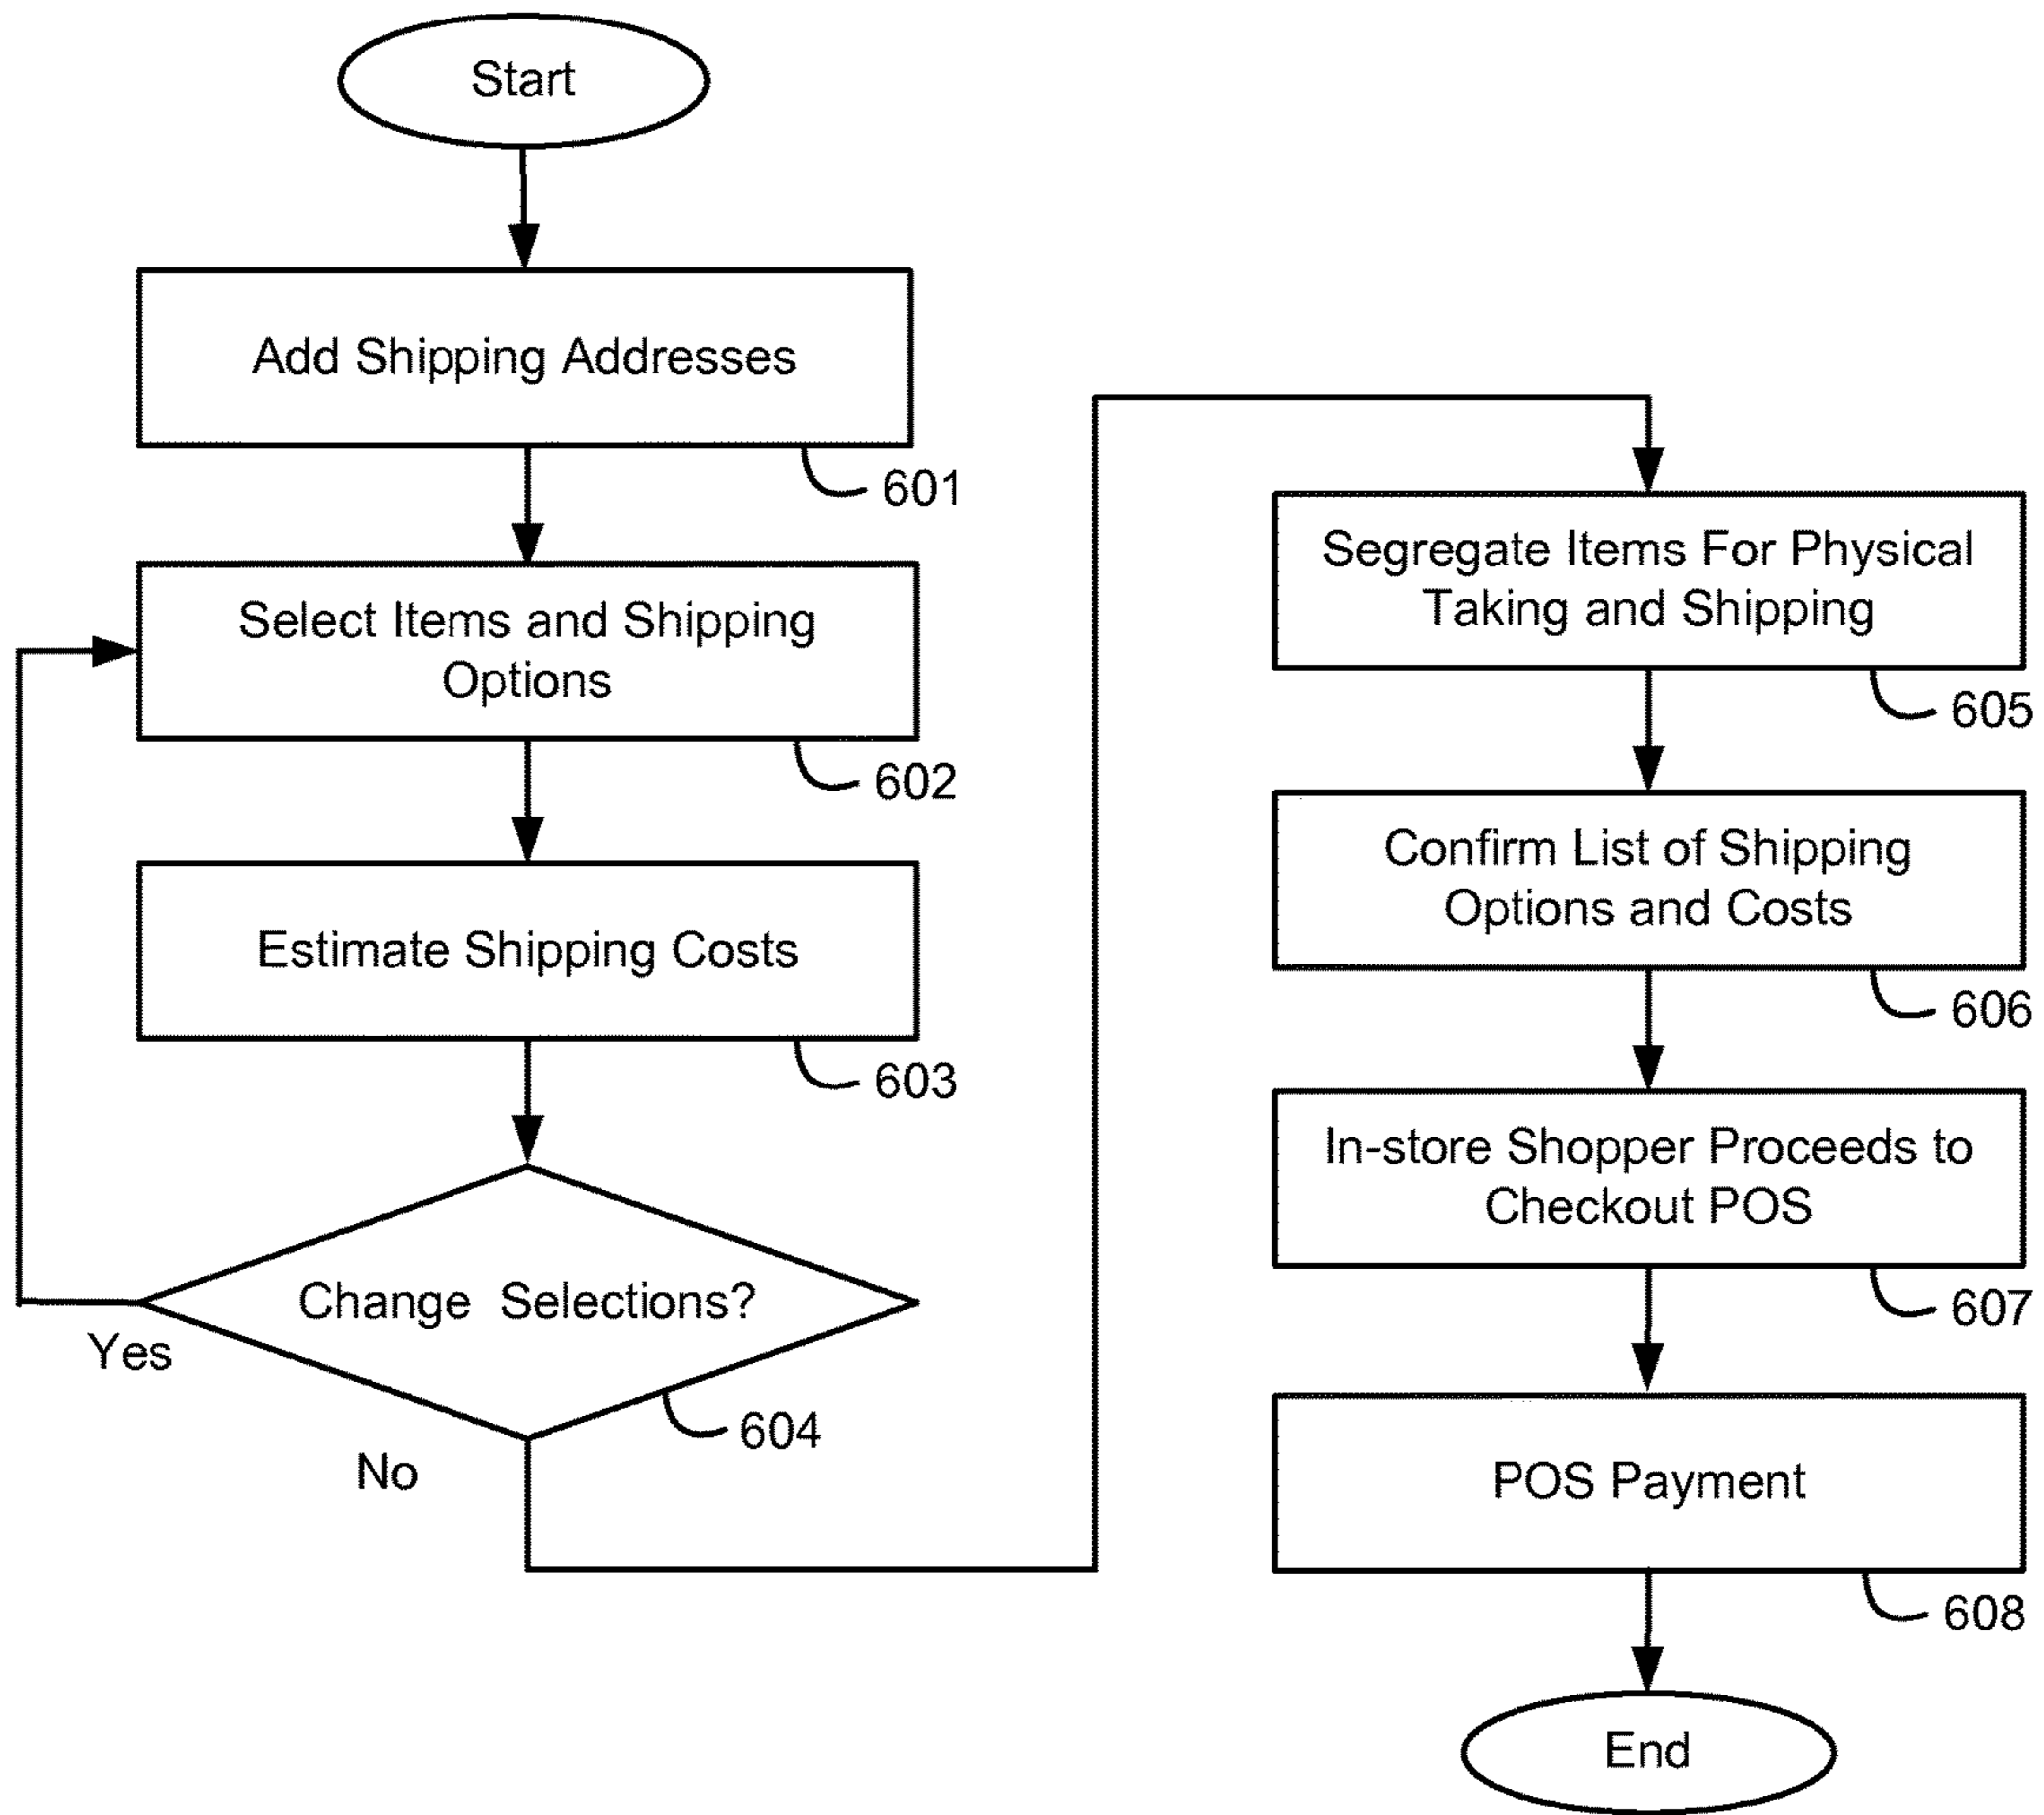 Start
Add Shipping Addresses
601
Select Items and Shipping
Options
602
Estimate Shipping Costs
603
Change Selections?
Yes
604
No
Segregate Items For Physical
Taking and Shipping
605
Confirm List of Shipping
Options and Costs
606
In-store Shopper Proceeds to
Checkout POS
607
POS Payment
608
End